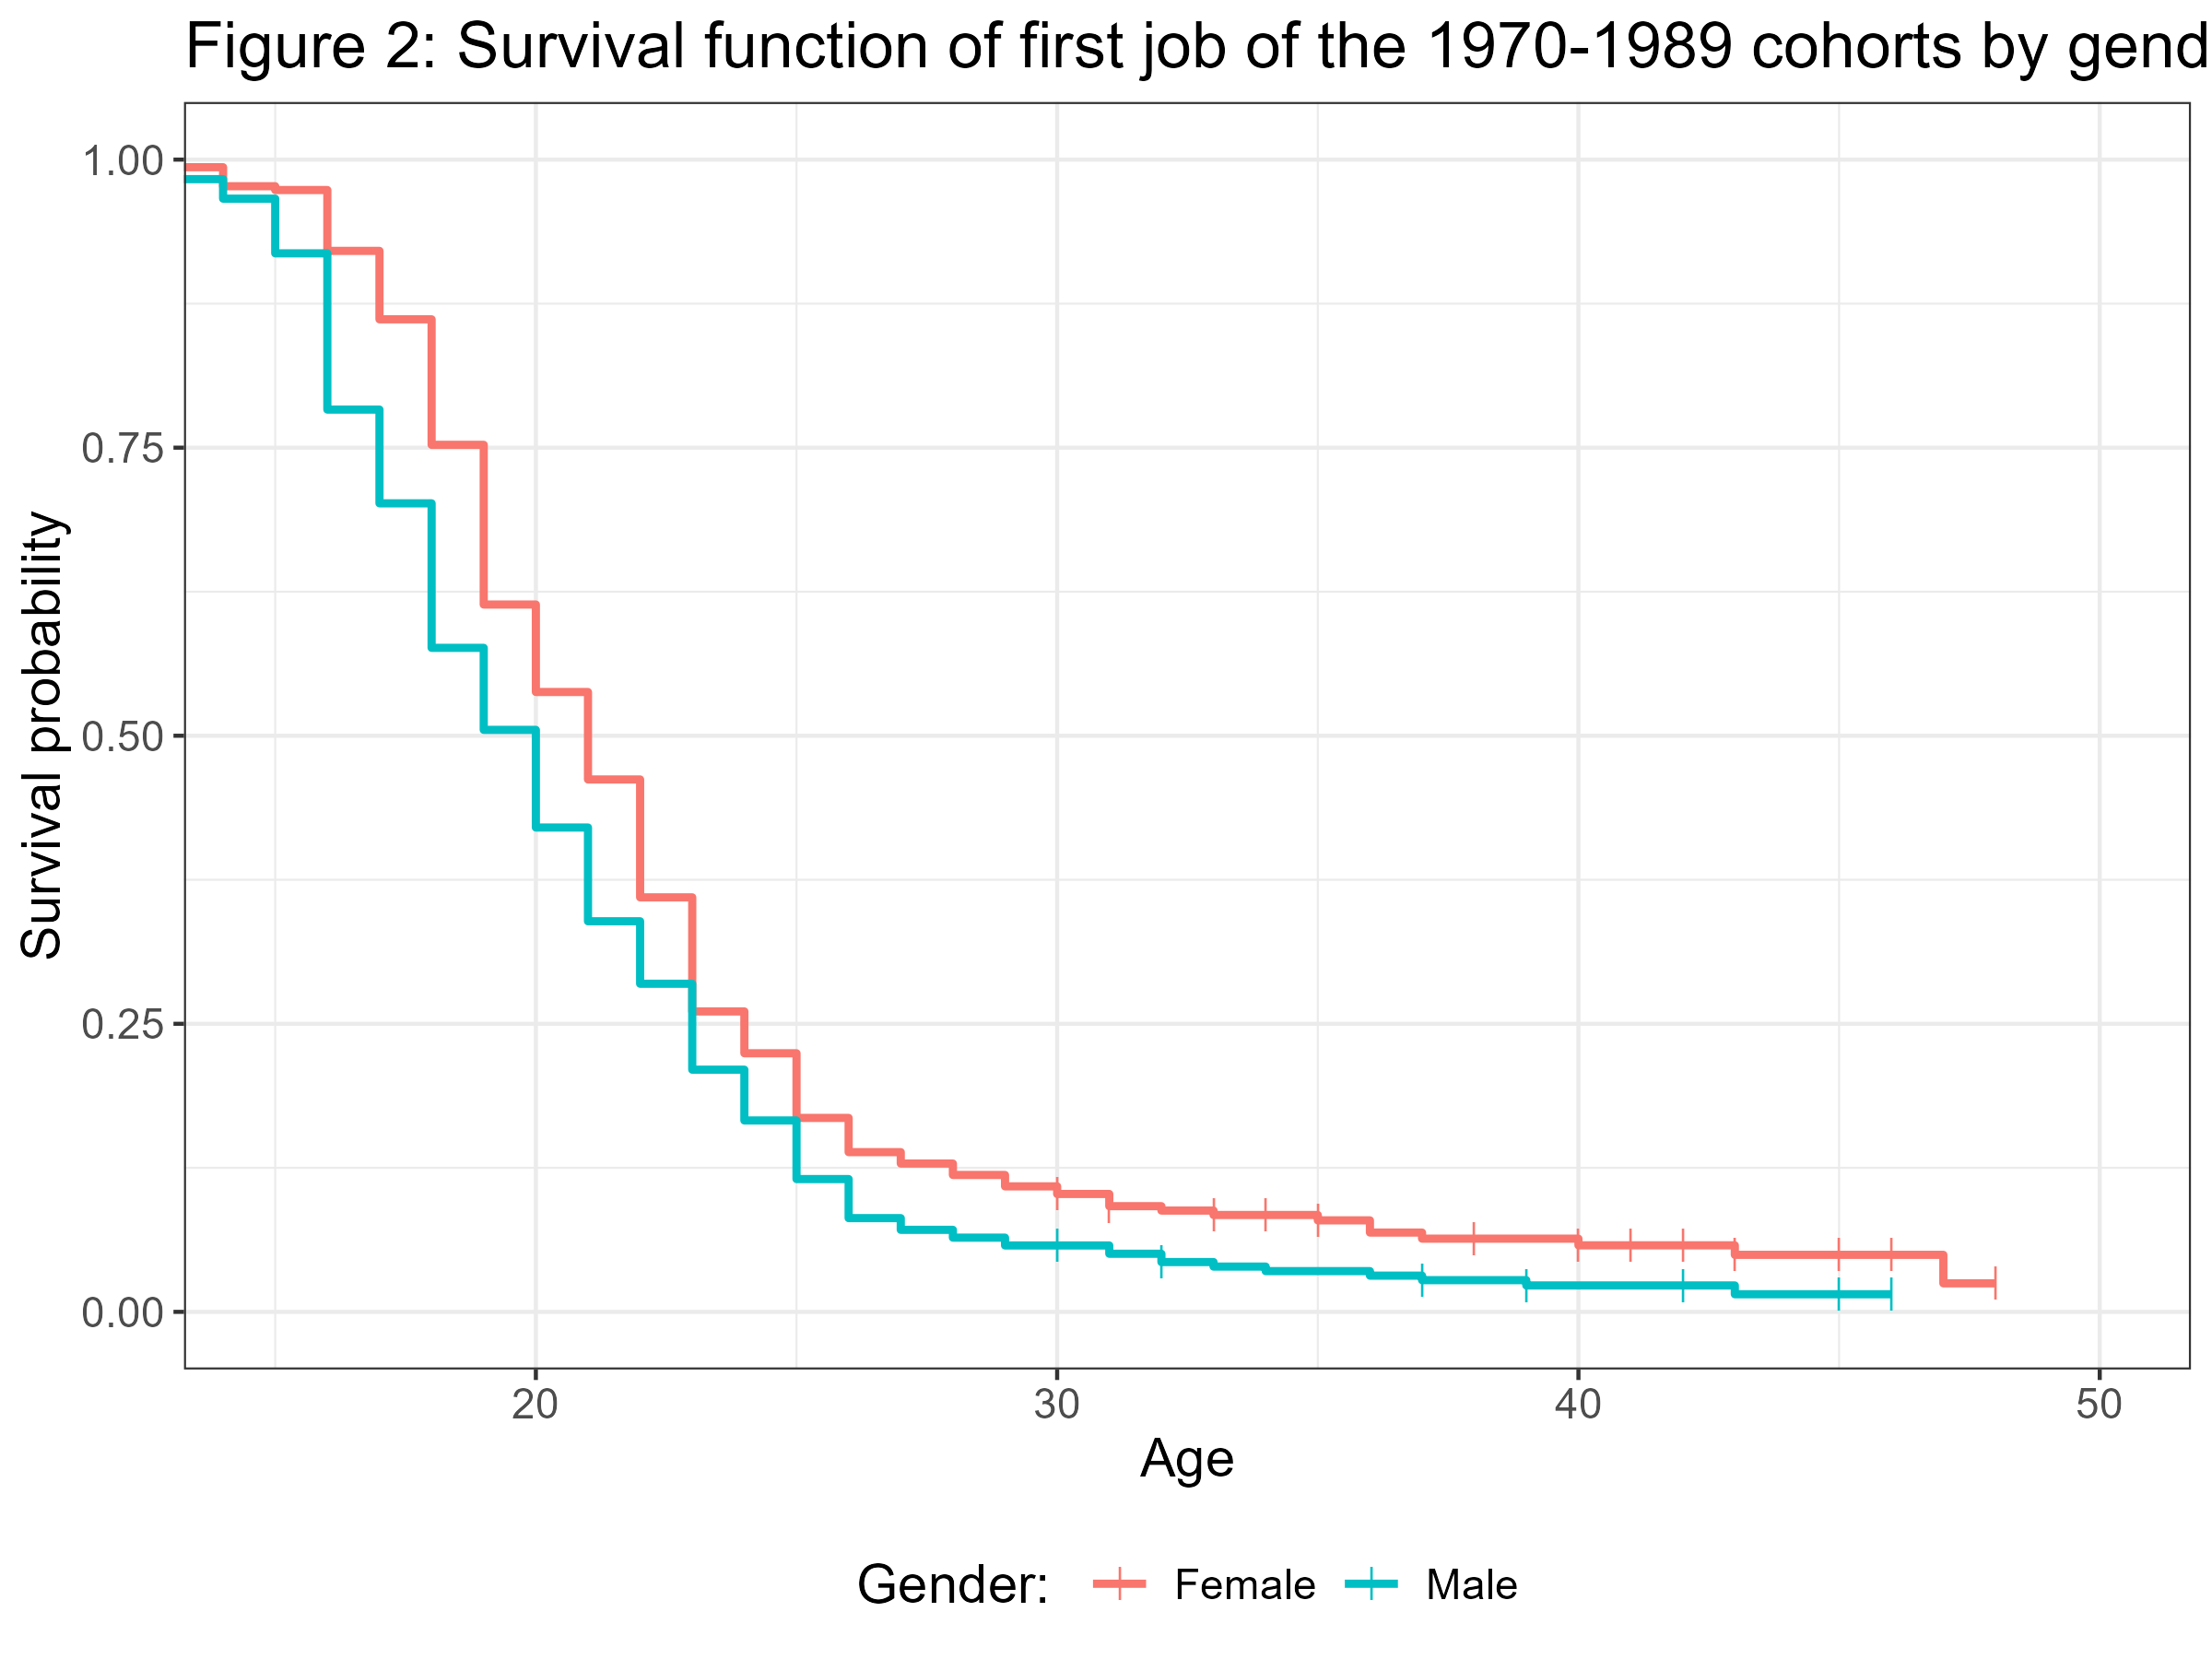 Figure 2: Survival function of first job of the 1970-1989 cohorts by gend
1.00
0.75
0.50
0.25
0.00
Survival probability
20 30 40 50
Age
Gender: Female Male